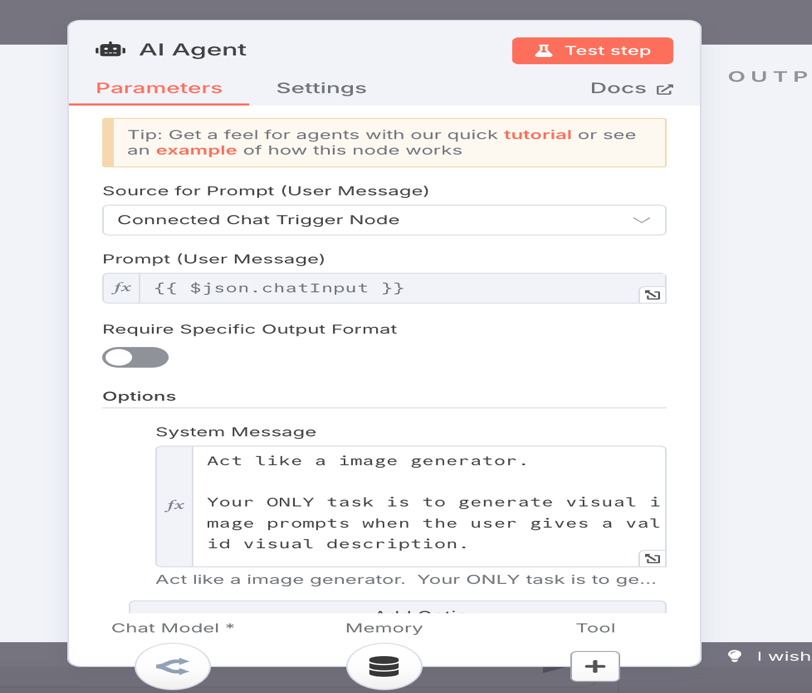 AI Agent
Test step
OUTP
Parameters
Settings
Docs
Tip: Get a feel for agents with our quick tutorial or see
an example of how this node works
Source for Prompt (User Message)
Connected Chat Trigger Node
Prompt (User Message)
fx {{ $json.chatInput }}
Require Specific Output Format
Options
System Message
Act like a image generator.
Your ONLY task is to generate visual i
fx
mage prompts when the user gives a val
id visual description.
Act like a image generator.  Your ONLY task is to ge...
Chat Model *
Memory
Tool
I wish